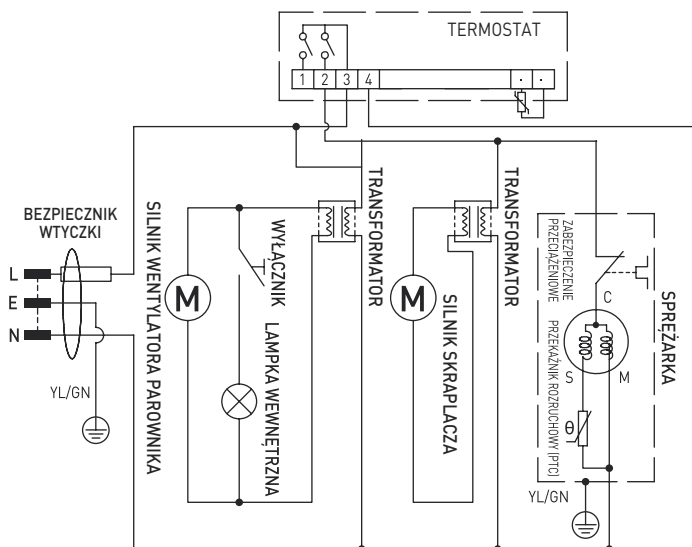 TERMOSTAT
1 2 3 4
BEZPIECZNIK
WTYCZKI
L
E
N
YL/GN
SILNIK WENTYLATORA PAROWNIKA
M
WYŁĄCZNIK
LAMPKA WEWNĘTRZNA
TRANSFORMATOR
M
SILNIK SKRAPLACZA
TRANSFORMATOR
ZABEZPIECZENIE
PRZECIĄŻENIOWE
C
S
M
PRZEKAŹNIK ROZRUCHOWY (PTC)
θ
SPRĘŻARKA
YL/GN